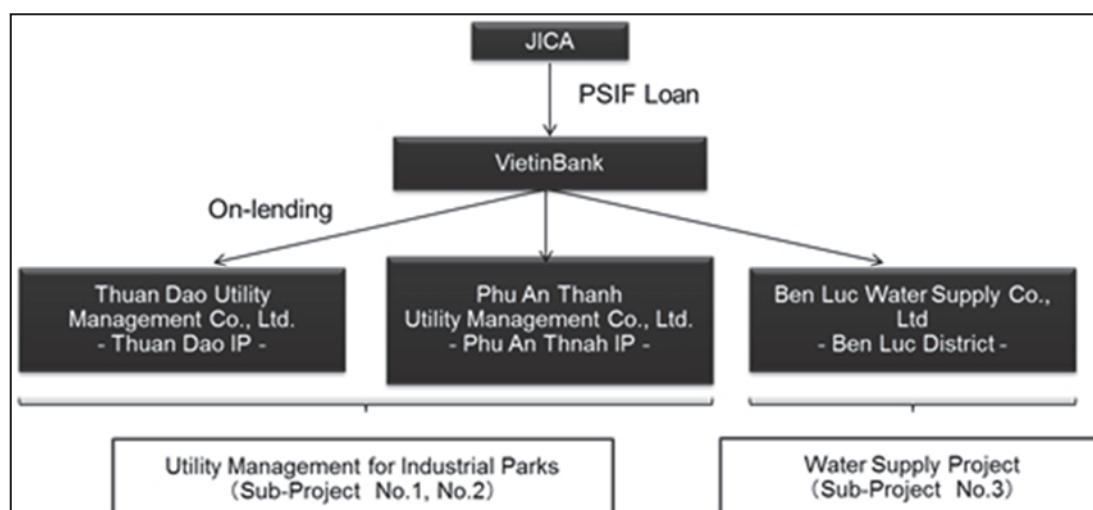 JICA
PSIF Loan
VietinBank
On-lending
Thuan Dao Utility
Management Co., Ltd.
- Thuan Dao IP -
Phu An Thanh
Utility Management Co., Ltd.
- Phu An Thnah IP -
Ben Luc Water Supply Co.,
Ltd
- Ben Luc District -
Utility Management for Industrial Parks
(Sub-Project No.1, No.2)
Water Supply Project
(Sub-Project No.3)